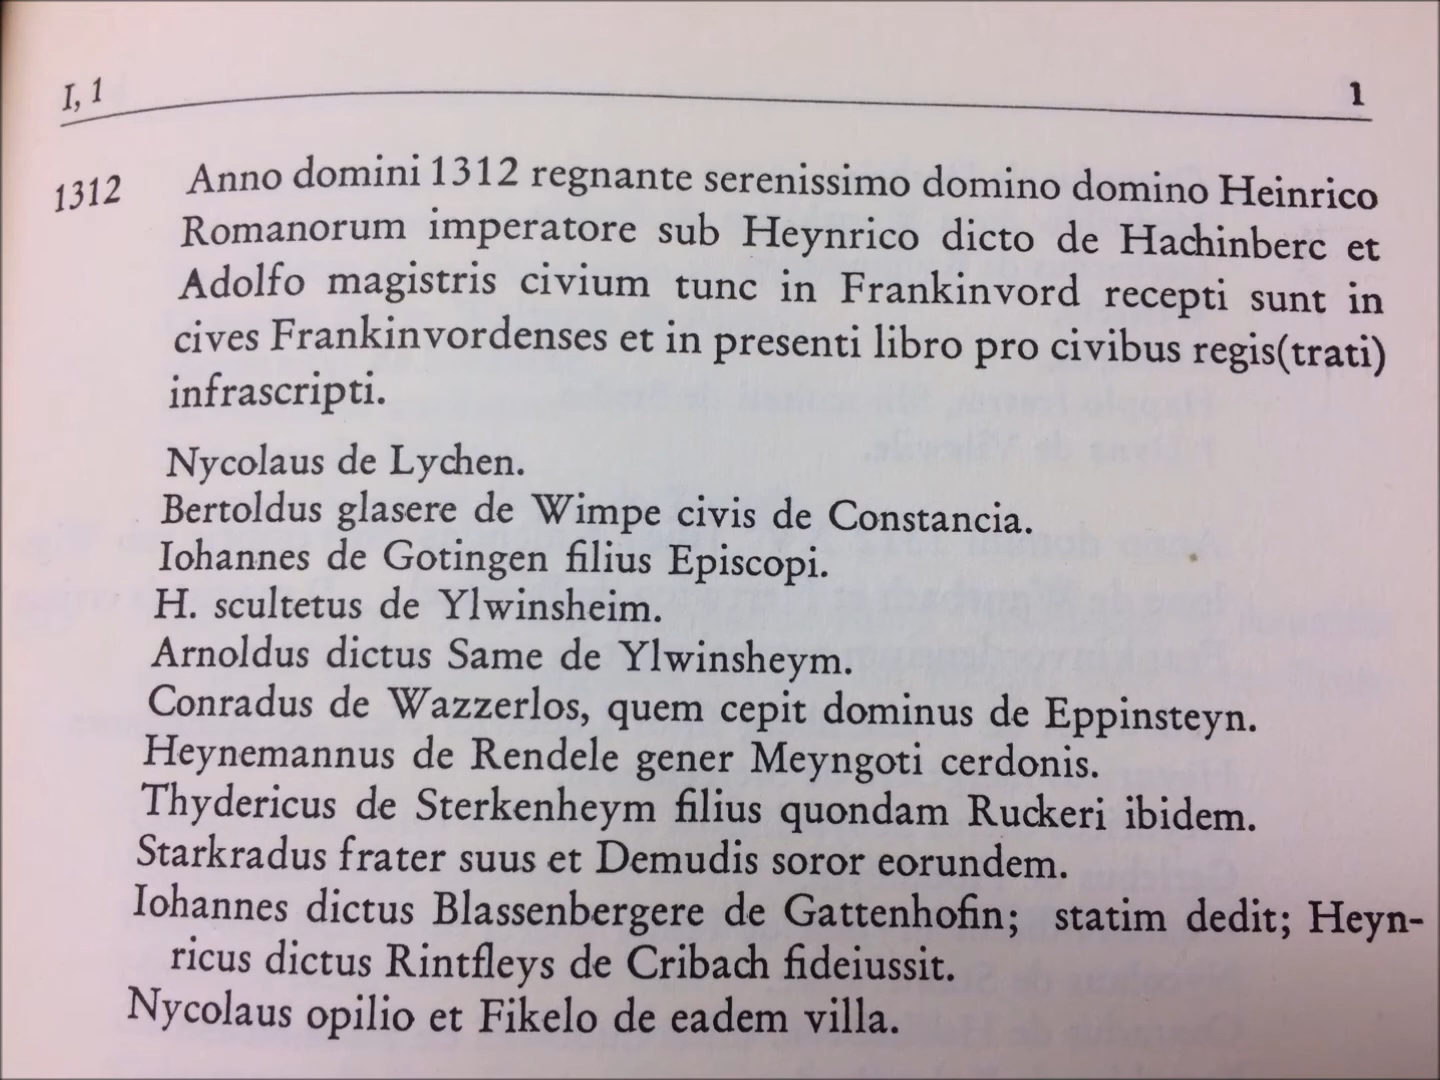 I, 1 1
1312 Anno domini 1312 regnante serenissimo domino domino Heinrico
Romanorum imperatore sub Heynrico dicto de Hachinberc et
Adolfo magistris civium tunc in Frankinvord recepti sunt in
cives Frankinvordenses et in presenti libro pro civibus regis(trati)
infrascripti.
Nycolaus de Lychen.
Bertoldus glasere de Wimpe civis de Constancia.
Iohannes de Gotingen filius Episcopi.
H. scultetus de Ylwinsheim.
Arnoldus dictus Same de Ylwinsheym.
Conradus de Wazzerlos, quem cepit dominus de Eppinsteyn.
Heynemannus de Rendele gener Meyngoti cerdonis.
Thydericus de Sterkenheym filius quondam Ruckeri ibidem.
Starkradus frater suus et Demudis soror eorundem.
Iohannes dictus Blassenbergere de Gattenhofin; statim dedit; Heyn-
ricus dictus Rintfleys de Cribach fideiussit.
Nycolaus opilio et Fikelo de eadem villa.